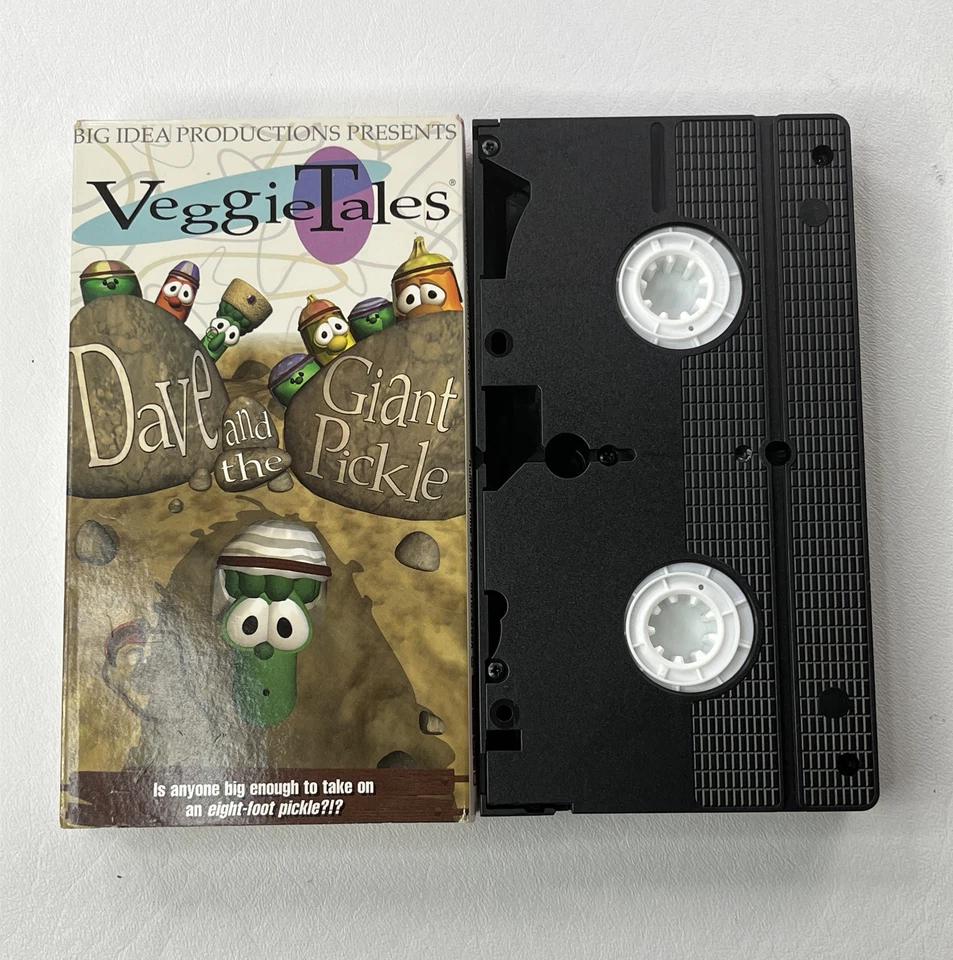 BIG IDEA PRODUCTIONS PRESENTS
VeggieTales®
Dave
and
the
Giant
Pickle
Is anyone big enough to take on
an eight-foot pickle?!?